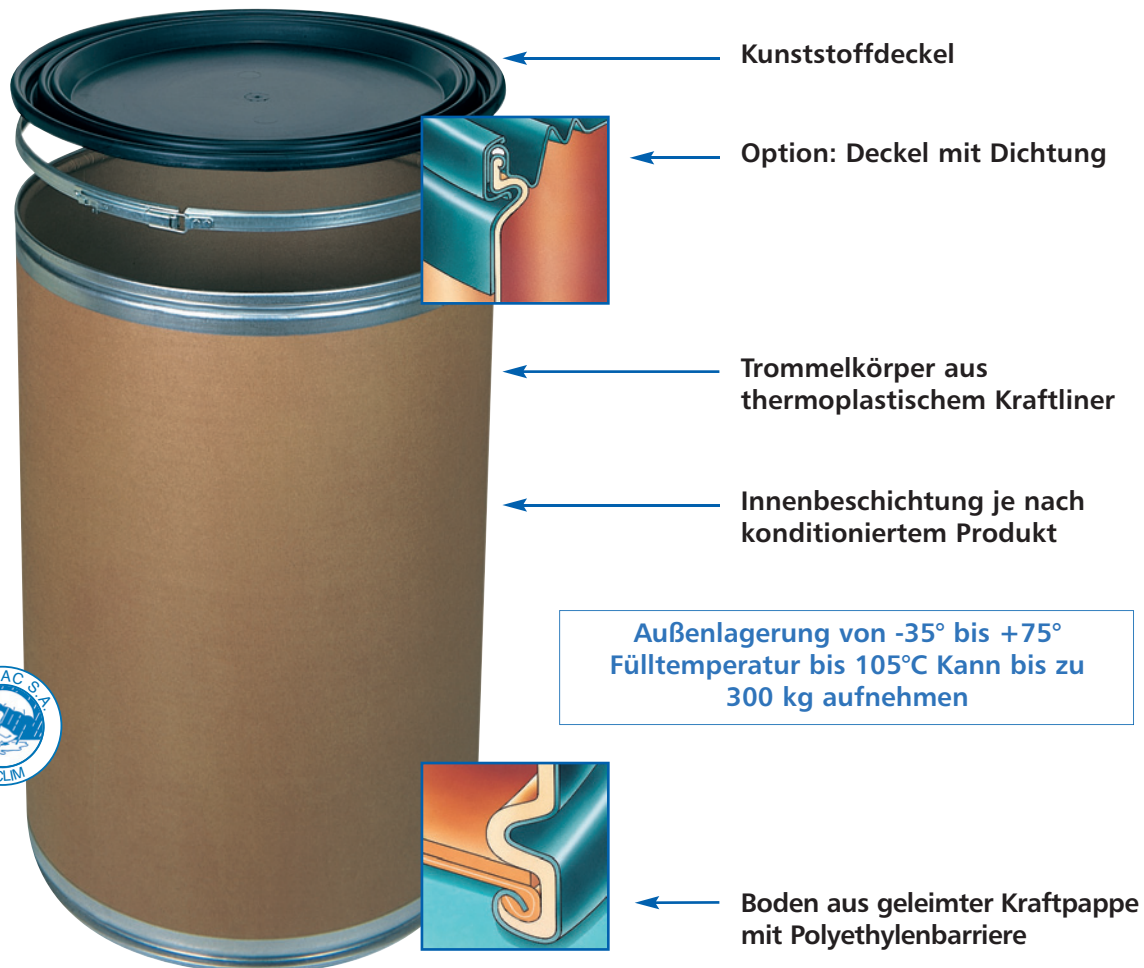 Kunststoffdeckel
Option: Deckel mit Dichtung
Trommelkörper aus
thermoplastischem Kraftliner
Innenbeschichtung je nach
konditioniertem Produkt
Außenlagerung von -35° bis +75°
Fülltemperatur bis 105°C Kann bis zu
300 kg aufnehmen
S.A.
Boden aus geleimter Kraftpappe
mit Polyethylenbarriere